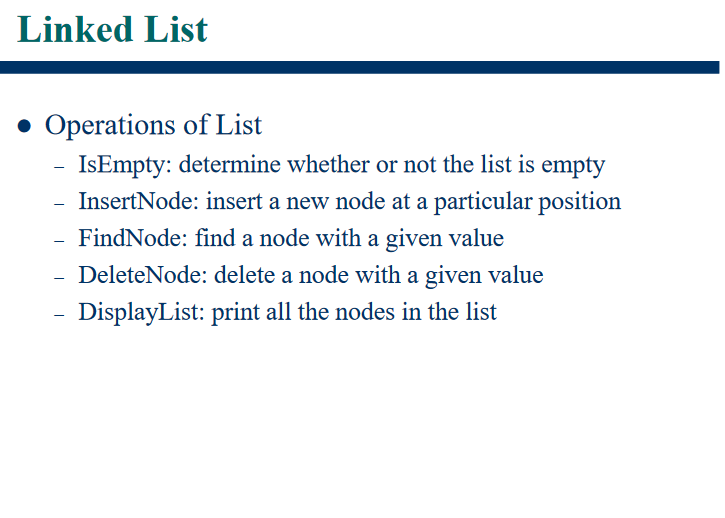 Linked List
● Operations of List
– IsEmpty: determine whether or not the list is empty
– InsertNode: insert a new node at a particular position
– FindNode: find a node with a given value
– DeleteNode: delete a node with a given value
– DisplayList: print all the nodes in the list